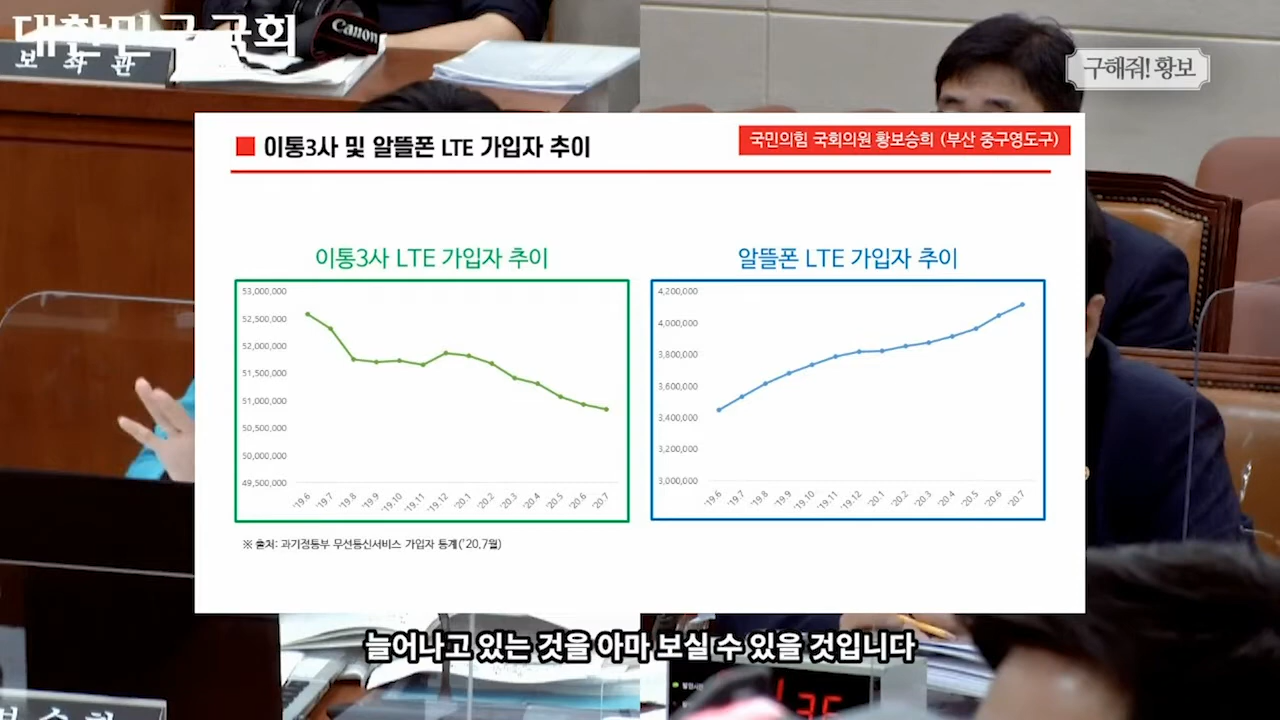 대한민국 국회
Canon
보 좌 관
구해줘! 황보
이통3사 및 알뜰폰 LTE 가입자 추이
국민의힘 국회의원 황보승희 (부산 중구영도구)
이통3사 LTE 가입자 추이
53,000,000
52,500,000
52,000,000
51,500,000
51,000,000
50,500,000
50,000,000
49,500,000
'19.6 '19.7 '19.8 '19.9 '19.10 '19.11 '19.12 '20.1 '20.2 '20.3 '20.4 '20.5 '20.6 '20.7
알뜰폰 LTE 가입자 추이
4,200,000
4,000,000
3,800,000
3,600,000
3,400,000
3,200,000
3,000,000
'19.6 '19.7 '19.8 '19.9 '19.10 '19.11 '19.12 '20.1 '20.2 '20.3 '20.4 '20.5 '20.6 '20.7
※ 출처: 과기정통부 무선통신서비스 가입자 통계('20.7월)
늘어나고 있는 것을 아마 보실 수 있을 것입니다